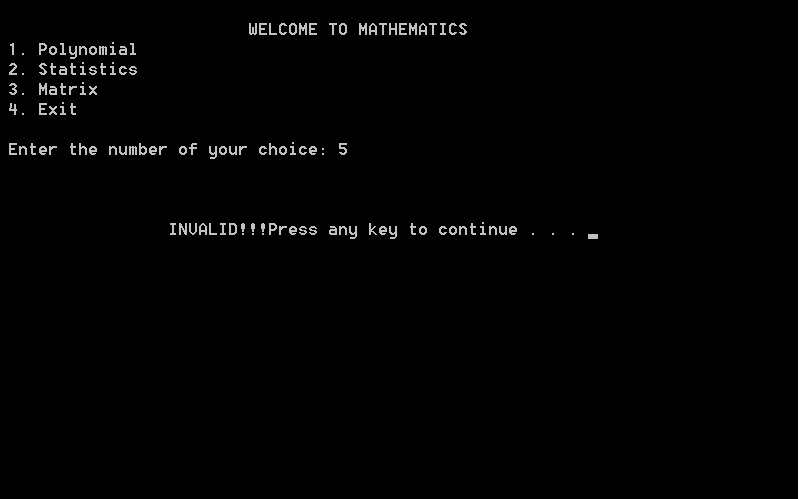 WELCOME TO MATHEMATICS
1. Polynomial
2. Statistics
3. Matrix
4. Exit
Enter the number of your choice: 5
INVALID!!!Press any key to continue . . . _